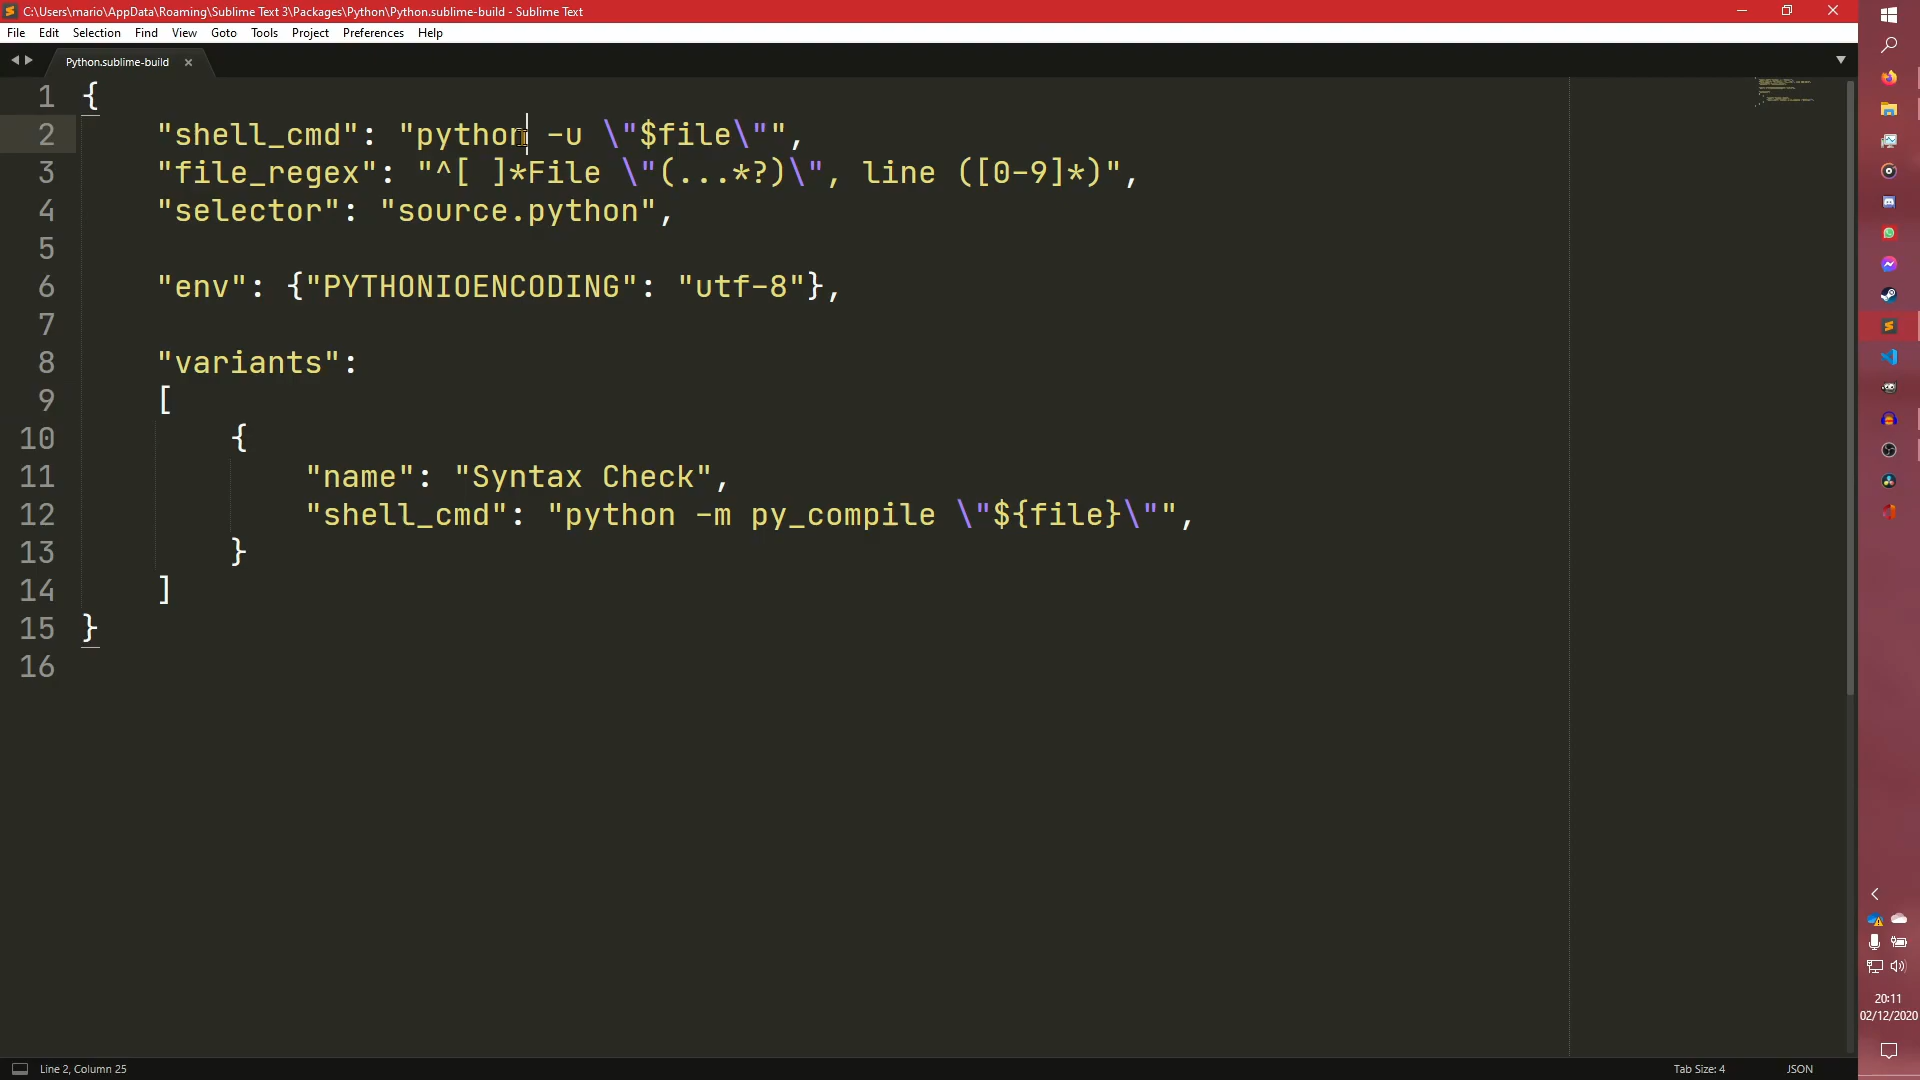 C:\Users\mario\AppData\Roaming\Sublime Text 3\Packages\Python\Python.sublime-build - Sublime Text
File Edit Selection Find View Goto Tools Project Preferences Help
Python.sublime-build
1 {
2 "shell_cmd": "python -u \"$file\"",
3 "file_regex": "^[ ]*File \"(...*?)\", line ([0-9]*)",
4 "selector": "source.python",
5
6 "env": {"PYTHONIOENCODING": "utf-8"},
7
8 "variants":
9 [
10 {
11 "name": "Syntax Check",
12 "shell_cmd": "python -m py_compile \"${file}\"",
13 }
14 ]
15 }
16
20:11
02/12/2020
Line 2, Column 25
Tab Size: 4
JSON